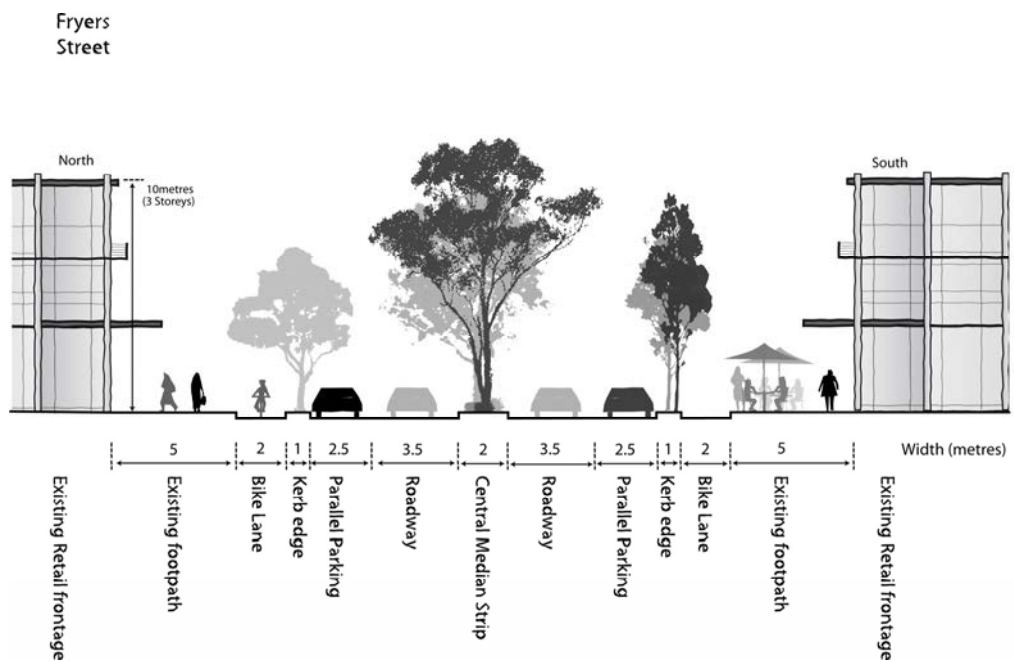 Fryers
Street
North
South
10metres
(3 Storeys)
5
2
1
2.5
3.5
2
3.5
2.5
1
2
5
Width (metres)
Existing Retail frontage
Existing footpath
Bike Lane
Kerb edge
Parallel Parking
Roadway
Central Median Strip
Roadway
Parallel Parking
Kerb edge
Bike Lane
Existing footpath
Existing Retail frontage